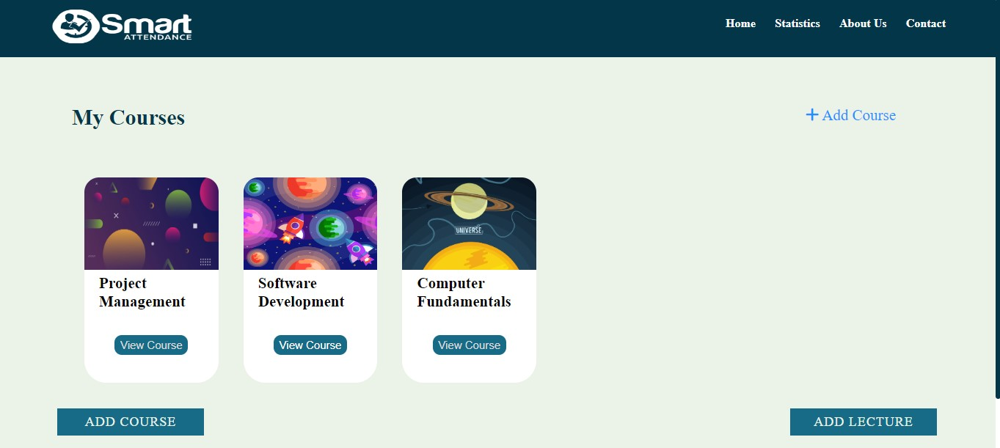 Smart
ATTENDANCE
Home Statistics About Us Contact
My Courses
+ Add Course
UNIVERSE
Project
Management
Software
Development
Computer
Fundamentals
View Course
View Course
View Course
ADD COURSE
ADD LECTURE